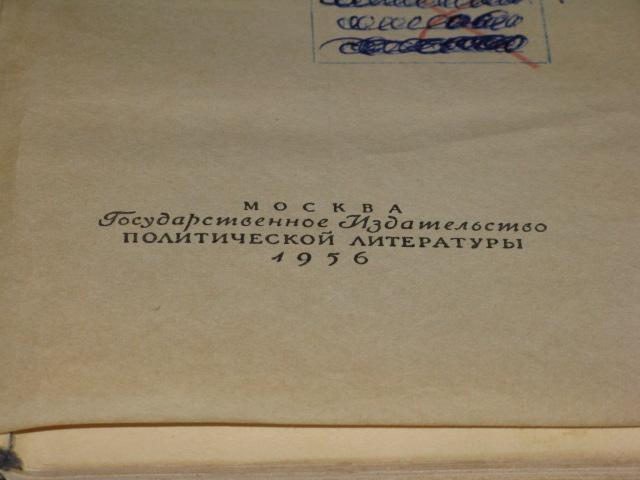 МОСКВА
Государственное Издательство
ПОЛИТИЧЕСКОЙ ЛИТЕРАТУРЫ
1956